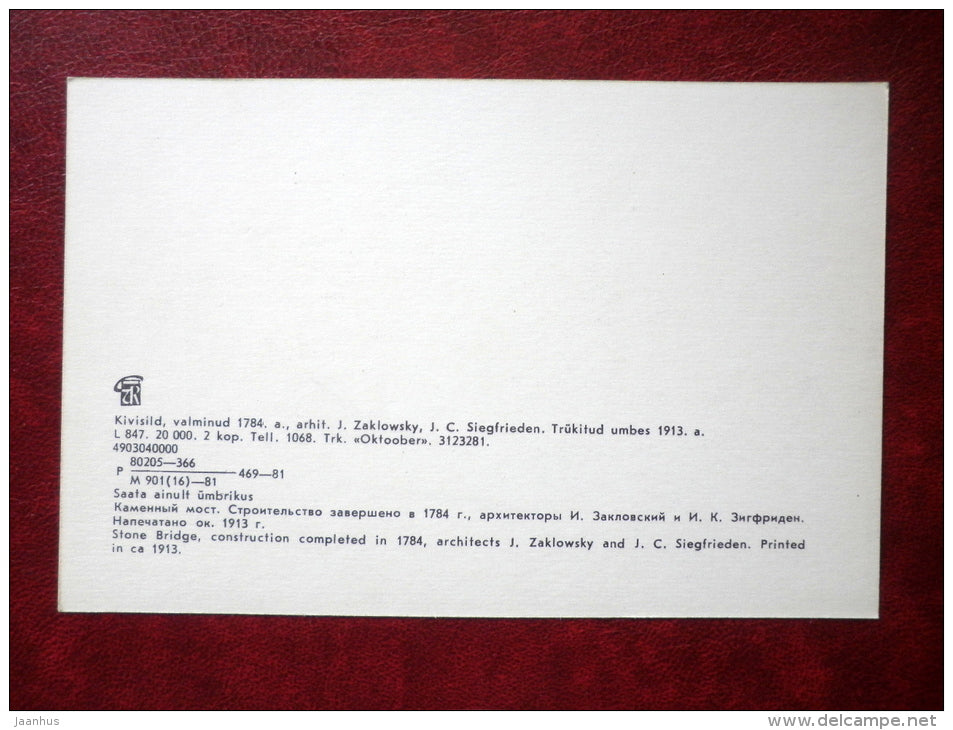 Kivisild, valminud 1784. a., arhit. J. Zaklowsky, J. C. Siegfrieden. Trükitud umbes 1913. a.
L 847. 20 000. 2 kop. Tell. 1068. Trk. «Oktoober». 3123281.
4903040000
80205—366
P 469—81
M 901(16)—81
Saata ainult ümbrikus
Каменный мост. Строительство завершено в 1784 г., архитекторы И. Закловский и И. К. Зигфриден.
Напечатано ок. 1913 г.
Stone Bridge, construction completed in 1784, architects J. Zaklowsky and J. C. Siegfrieden. Printed
in ca 1913.
Jaanhus
delcampe.net